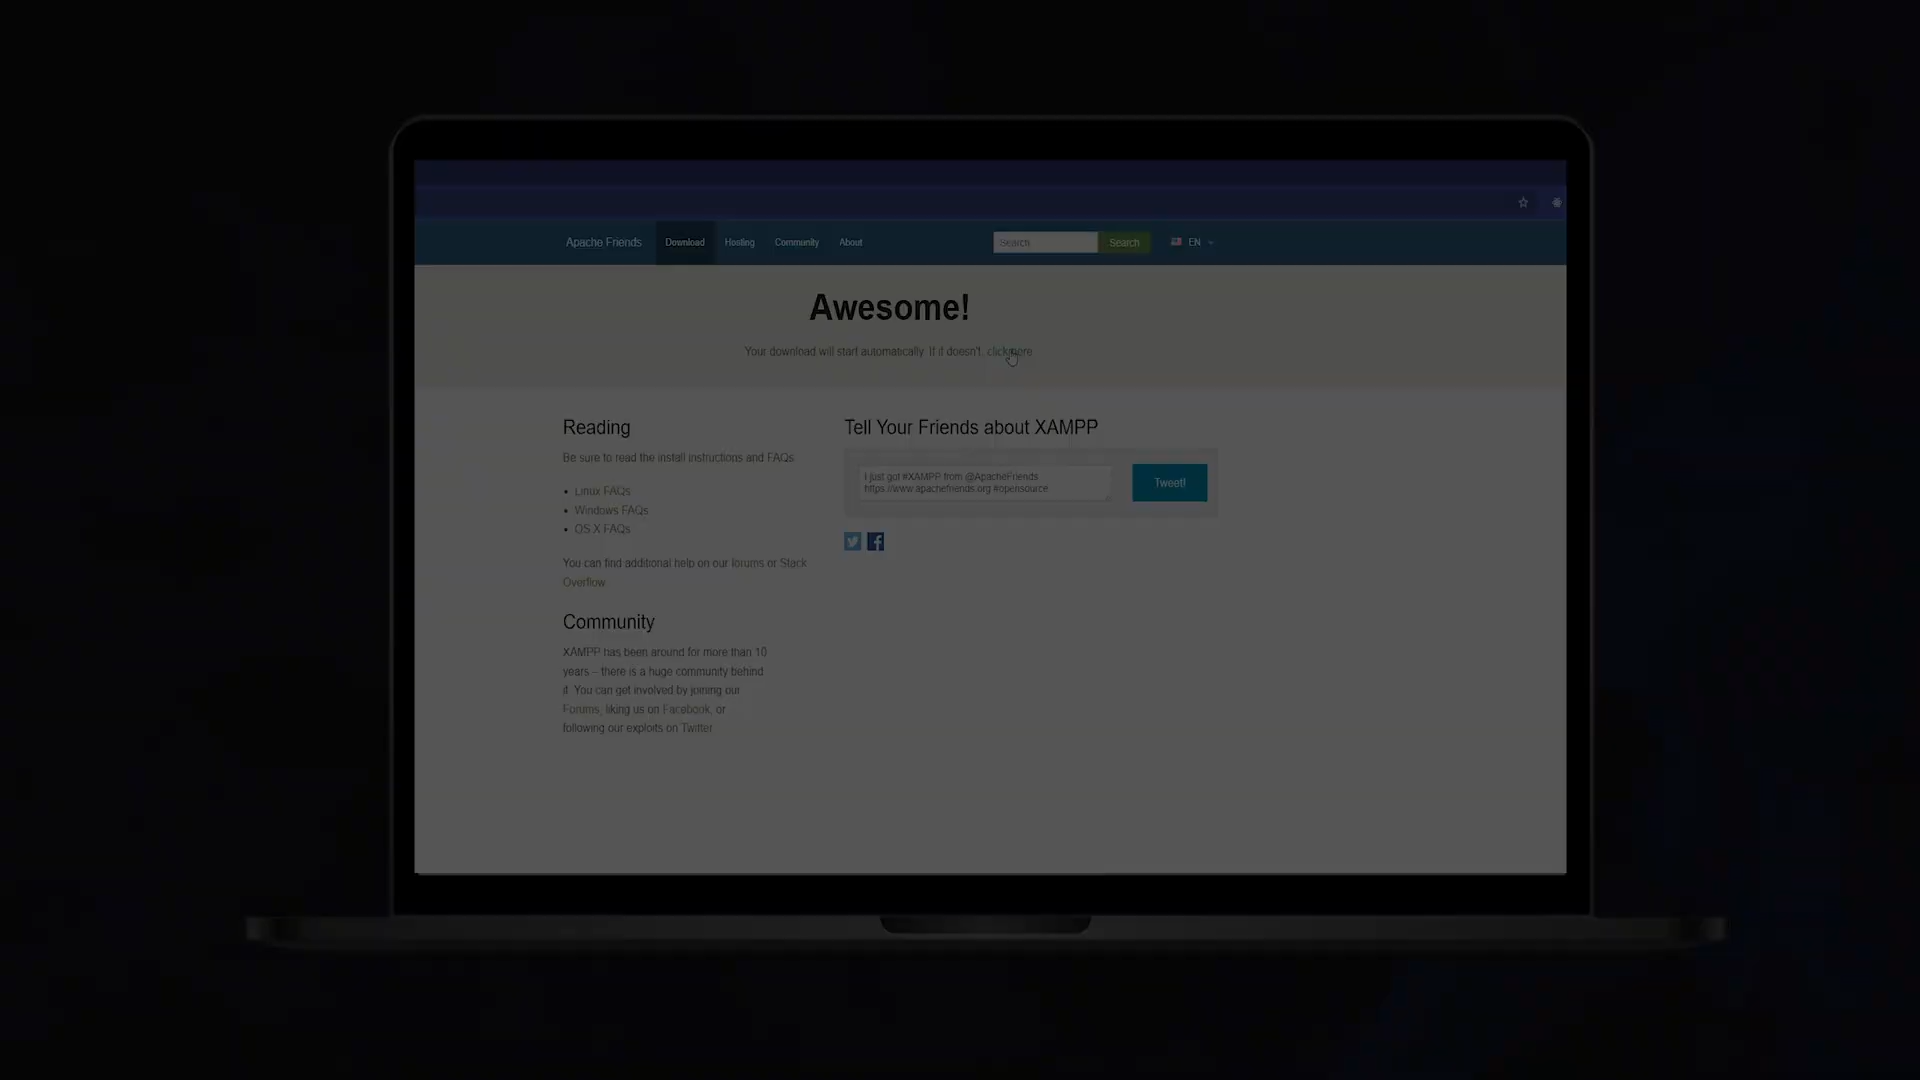 Apache Friends Download Hosting Community About Search Search EN
Awesome!
Your download will start automatically. If it doesn't, click here
Reading
Be sure to read the install instructions and FAQs
• Linux FAQs
• Windows FAQs
• OS X FAQs
You can find additional help on our forums or Stack
Overflow
Community
XAMPP has been around for more than 10
years – there is a huge community behind
it. You can get involved by joining our
Forums, liking us on Facebook, or
following our exploits on Twitter
Tell Your Friends about XAMPP
I just got #XAMPP from @ApacheFriends
https://www.apachefriends.org #opensource
Tweet!